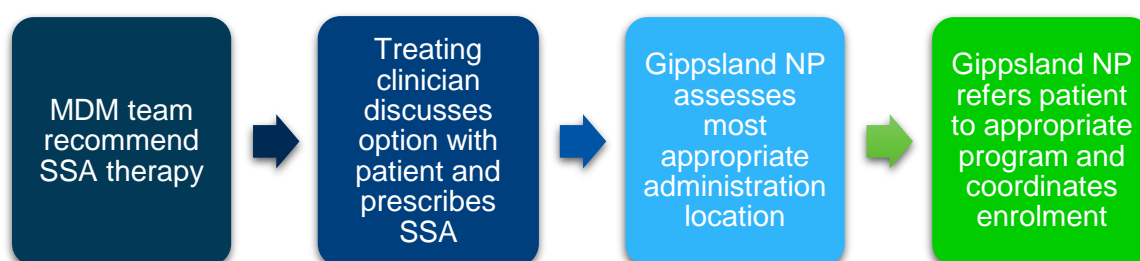 MDM team
recommend
SSA therapy
Treating
clinician
discusses
option with
patient and
prescribes
SSA
Gippsland NP
assesses
most
appropriate
administration
location
Gippsland NP
refers patient
to appropriate
program and
coordinates
enrolment